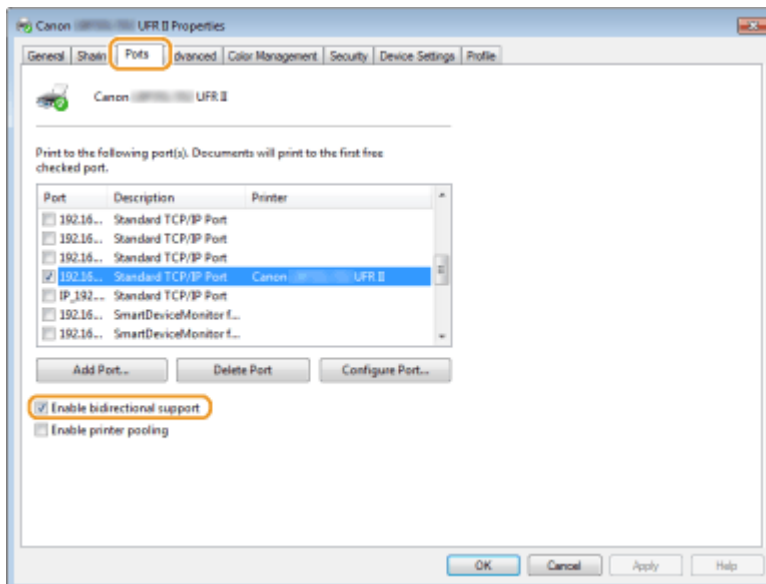 Canon UFR II Properties
General Sharin Ports dvanced Color Management Security Device Settings Profile
Canon UFR II
Print to the following port(s). Documents will print to the first free
checked port.
Port Description Printer
192.16... Standard TCP/IP Port
192.16... Standard TCP/IP Port
192.16... Standard TCP/IP Port
192.16... Standard TCP/IP Port Canon UFR II
IP_192.... Standard TCP/IP Port
192.16... SmartDeviceMonitor f...
192.16... SmartDeviceMonitor f...
Add Port... Delete Port Configure Port...
Enable bidirectional support
Enable printer pooling
OK Cancel Apply Help